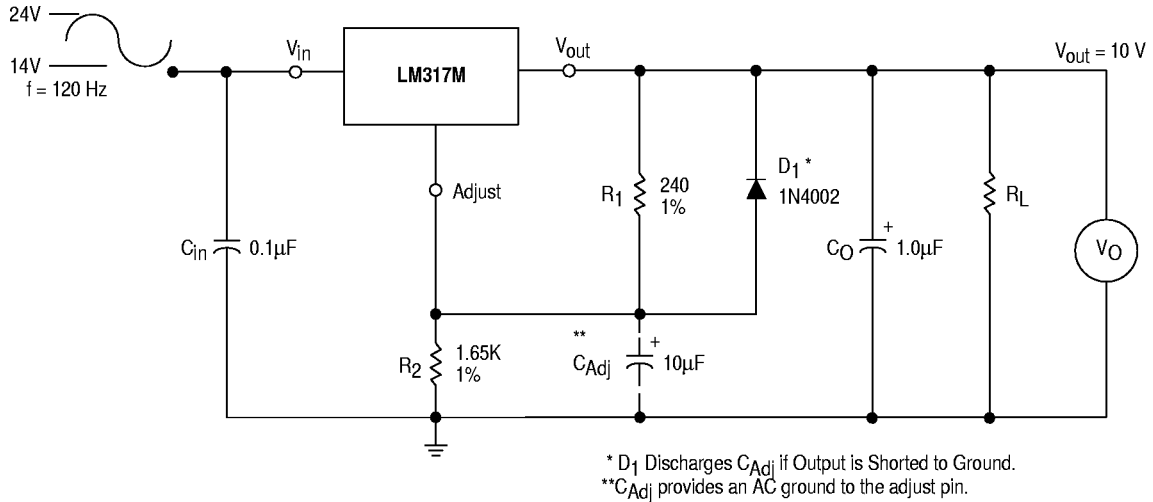 24V
14V
f = 120 Hz
Vin
LM317M
Vout
Vout = 10 V
Adjust
R1
240
1%
D1 *
1N4002
RL
Cin
0.1µF
CO
+
1.0µF
VO
R2
1.65K
1%
**
CAdj
+
10µF
* D1 Discharges CAdj if Output is Shorted to Ground.
**CAdj provides an AC ground to the adjust pin.